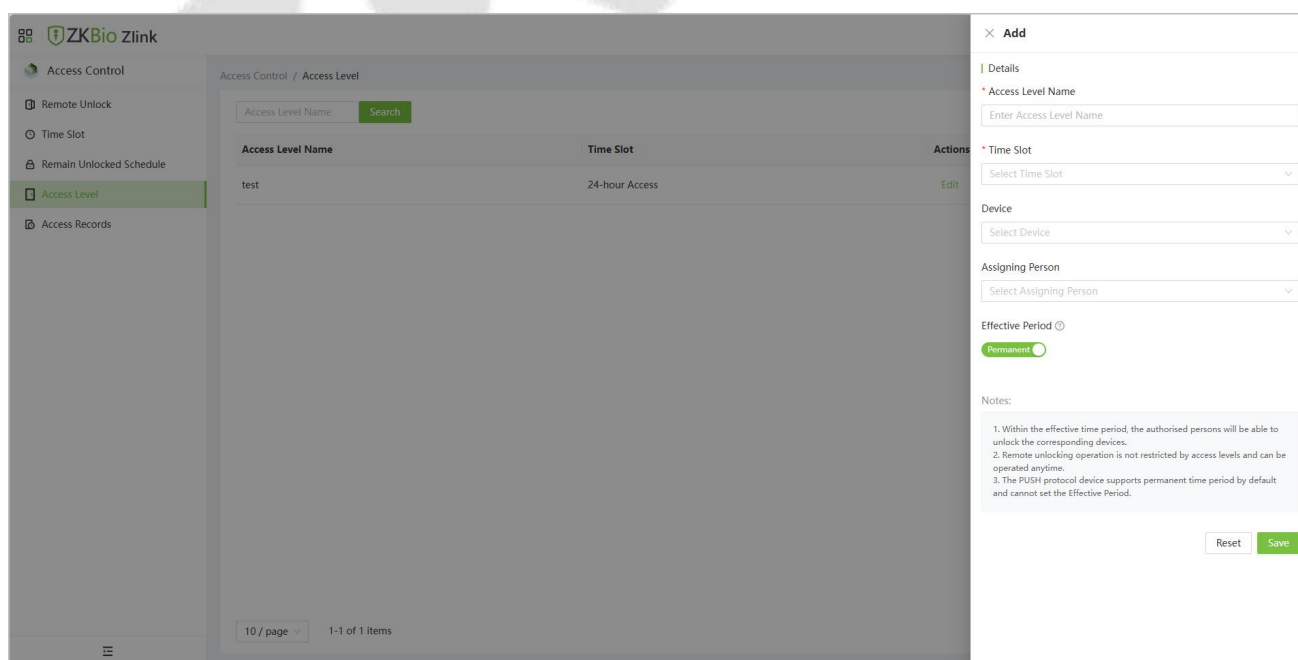 ZKBio Zlink
Access Control
Remote Unlock
Time Slot
Remain Unlocked Schedule
Access Level
Access Records
Access Control / Access Level
Access Level Name Search
Access Level Name Time Slot Actions
test 24-hour Access Edit
10 / page 1-1 of 1 items
Add
Details
* Access Level Name
Enter Access Level Name
* Time Slot
Select Time Slot
Device
Select Device
Assigning Person
Select Assigning Person
Effective Period
Permanent
Notes:
1. Within the effective time period, the authorised persons will be able to
unlock the corresponding devices.
2. Remote unlocking operation is not restricted by access levels and can be
operated anytime.
3. The PUSH protocol device supports permanent time period by default
and cannot set the Effective Period.
Reset Save